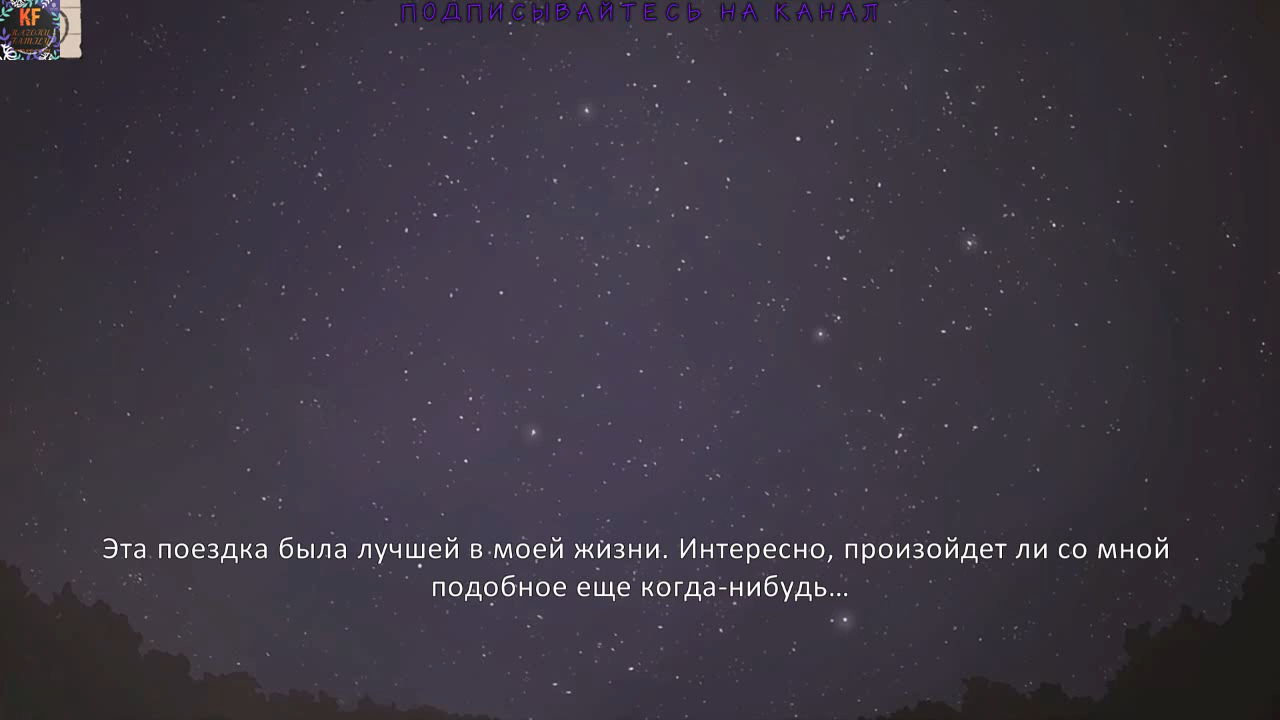 ПОДПИСЫВАЙТЕСЬ НА КАНАЛ
KF
Эта поездка была лучшей в моей жизни. Интересно, произойдет ли со мной
подобное еще когда-нибудь…